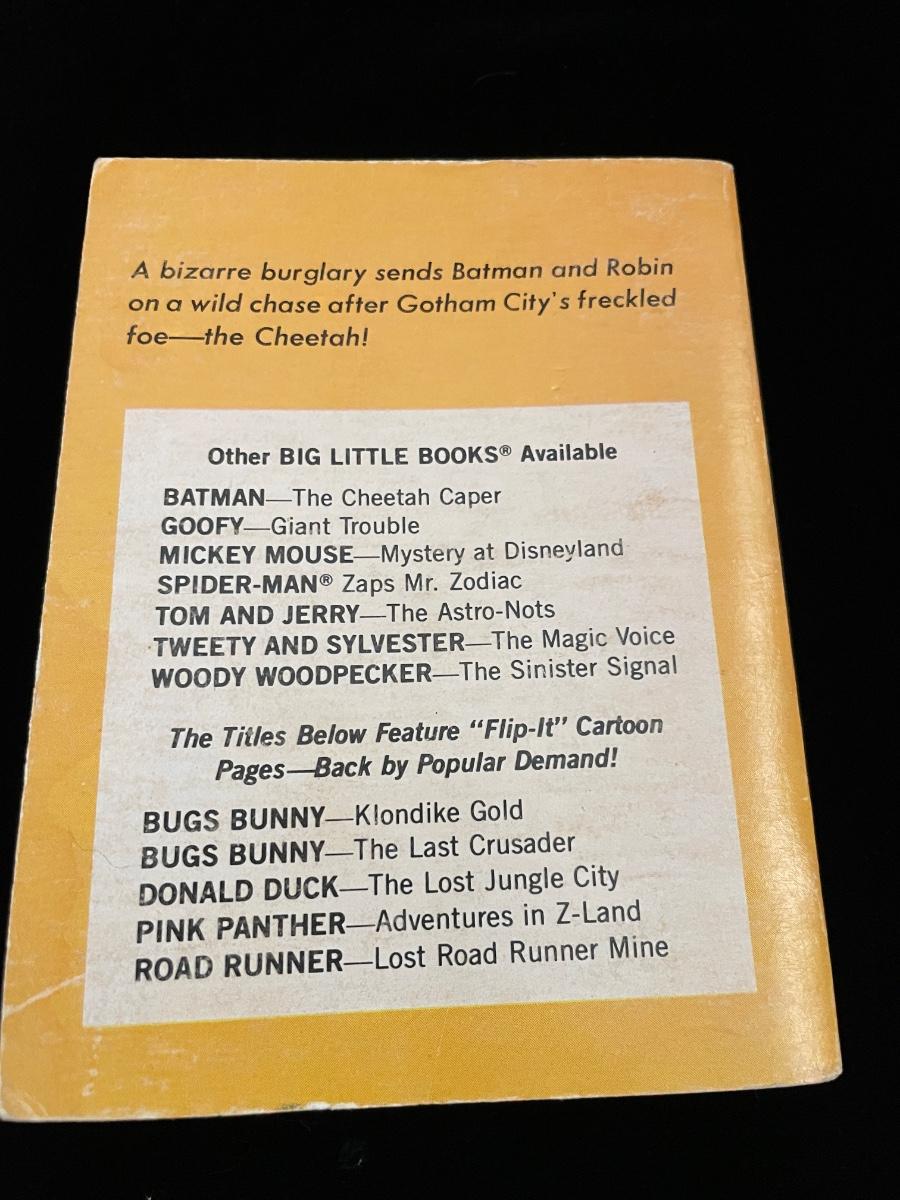 A bizarre burglary sends Batman and Robin
on a wild chase after Gotham City's freckled
foe—the Cheetah!
Other BIG LITTLE BOOKS® Available
BATMAN—The Cheetah Caper
GOOFY—Giant Trouble
MICKEY MOUSE—Mystery at Disneyland
SPIDER-MAN® Zaps Mr. Zodiac
TOM AND JERRY—The Astro-Nots
TWEETY AND SYLVESTER—The Magic Voice
WOODY WOODPECKER—The Sinister Signal
The Titles Below Feature "Flip-It" Cartoon
Pages—Back by Popular Demand!
BUGS BUNNY—Klondike Gold
BUGS BUNNY—The Last Crusader
DONALD DUCK—The Lost Jungle City
PINK PANTHER—Adventures in Z-Land
ROAD RUNNER—Lost Road Runner Mine